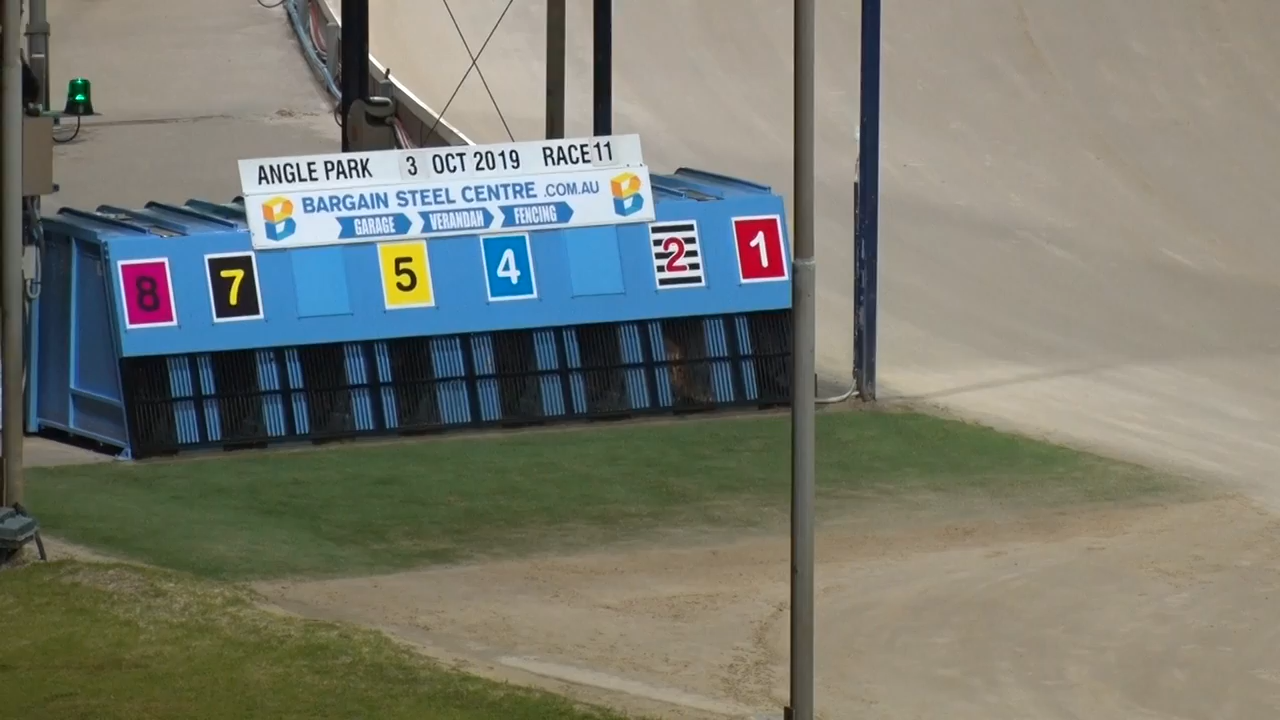 ANGLE PARK 3 OCT 2019 RACE 11
BARGAIN STEEL CENTRE .COM.AU
GARAGE VERANDAH FENCING
8 7 5 4 2 1